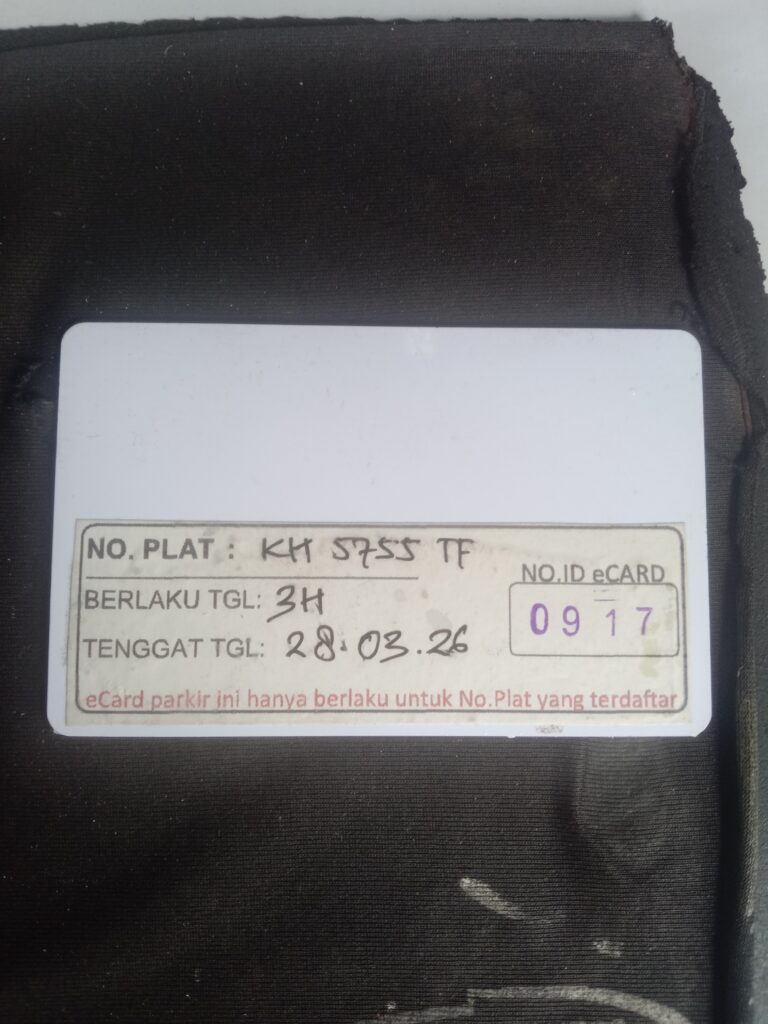 NO. PLAT : KH 5755 TF
NO.ID eCARD
BERLAKU TGL: 3H
0917
TENGGAT TGL: 28.03.26
eCard parkir ini hanya berlaku untuk No.Plat yang terdaftar